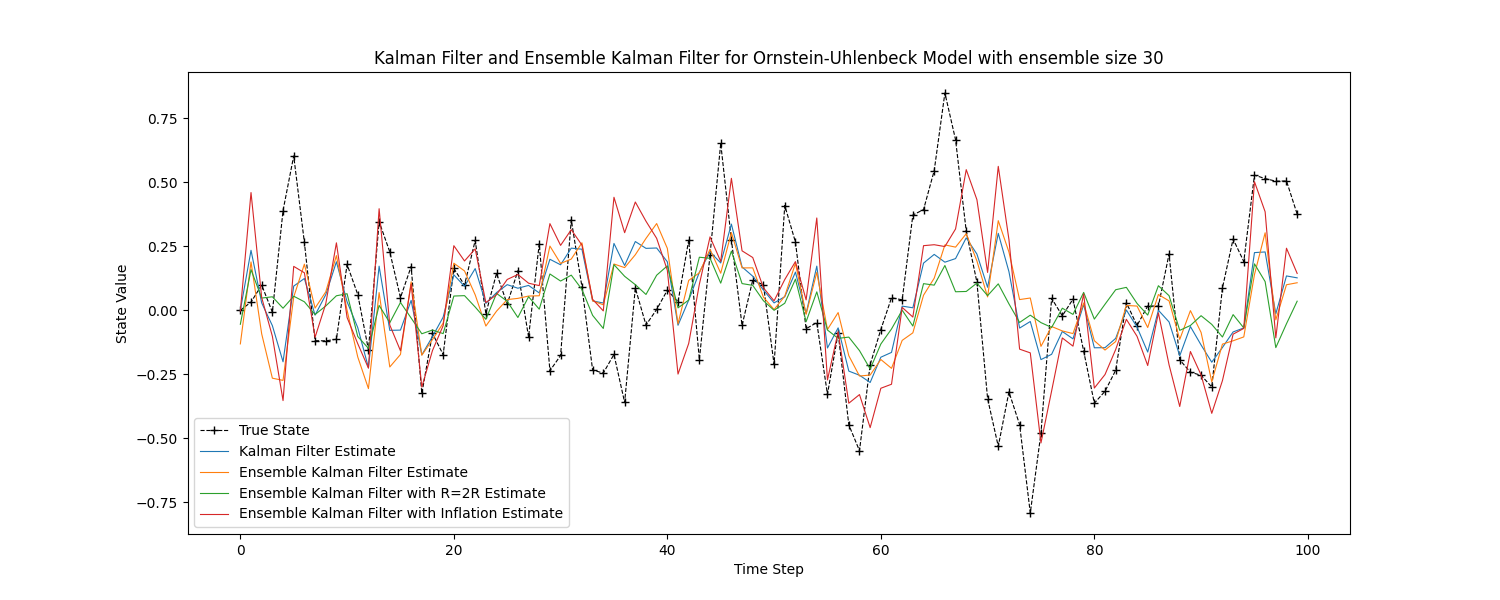 Kalman Filter and Ensemble Kalman Filter for Ornstein-Uhlenbeck Model with ensemble size 30
0.75
0.50
0.25
0.00
−0.25
−0.50
−0.75
State Value
True State
Kalman Filter Estimate
Ensemble Kalman Filter Estimate
Ensemble Kalman Filter with R=2R Estimate
Ensemble Kalman Filter with Inflation Estimate
0 20 40 60 80 100
Time Step